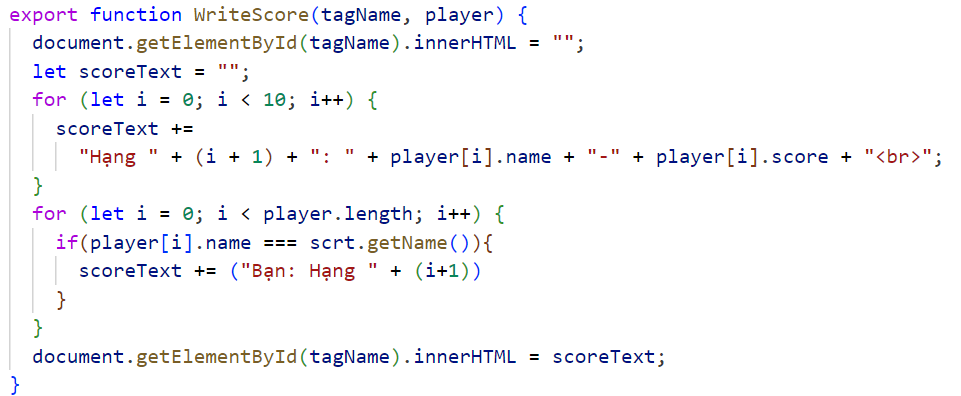 export function WriteScore(tagName, player) {
  document.getElementById(tagName).innerHTML = "";
  let scoreText = "";
  for (let i = 0; i < 10; i++) {
    scoreText +=
      "Hạng " + (i + 1) + ": " + player[i].name + "-" + player[i].score + "<br>";
  }
  for (let i = 0; i < player.length; i++) {
    if(player[i].name === scrt.getName()){
      scoreText += ("Bạn: Hạng " + (i+1))
    }
  }
  document.getElementById(tagName).innerHTML = scoreText;
}